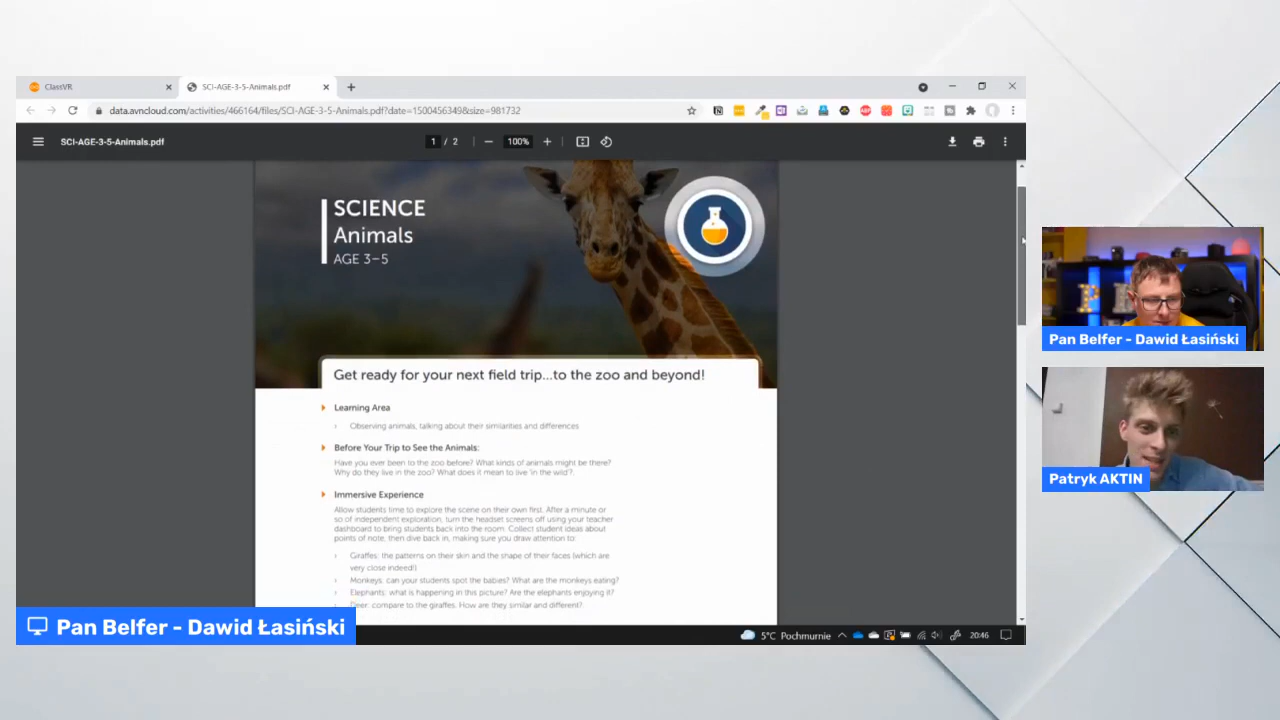 ClassVR
SCI-AGE-3-5-Animals.pdf
data.avncloud.com/activities/466164/files/SCI-AGE-3-5-Animals.pdf?date=1500456349&size=981732
SCI-AGE-3-5-Animals.pdf
1 / 2
100%
SCIENCE
Animals
AGE 3–5
Get ready for your next field trip...to the zoo and beyond!
Learning Area
Observing animals, talking about their similarities and differences
Before Your Trip to See the Animals:
Have you ever been to the zoo before? What kinds of animals might be there?
Why do they live in the zoo? What does it mean to live 'in the wild'?
Immersive Experience
Allow students time to explore the scene on their own first. After a minute or
so of independent exploration, turn the headset screens off using your teacher
dashboard to bring students back into the room. Collect student ideas about
points of note, then dive back in, making sure you draw attention to:
Giraffes: the patterns on their skin and the shape of their faces (which are
very close indeed!)
Monkeys: can your students spot the babies? What are the monkeys eating?
Elephants: what is happening in this picture? Are the elephants enjoying it?
Deer: compare to the giraffes. How are they similar and different?
Pan Belfer - Dawid Łasiński
5°C Pochmurnie
20:46
Pan Belfer - Dawid Łasiński
Patryk AKTIN